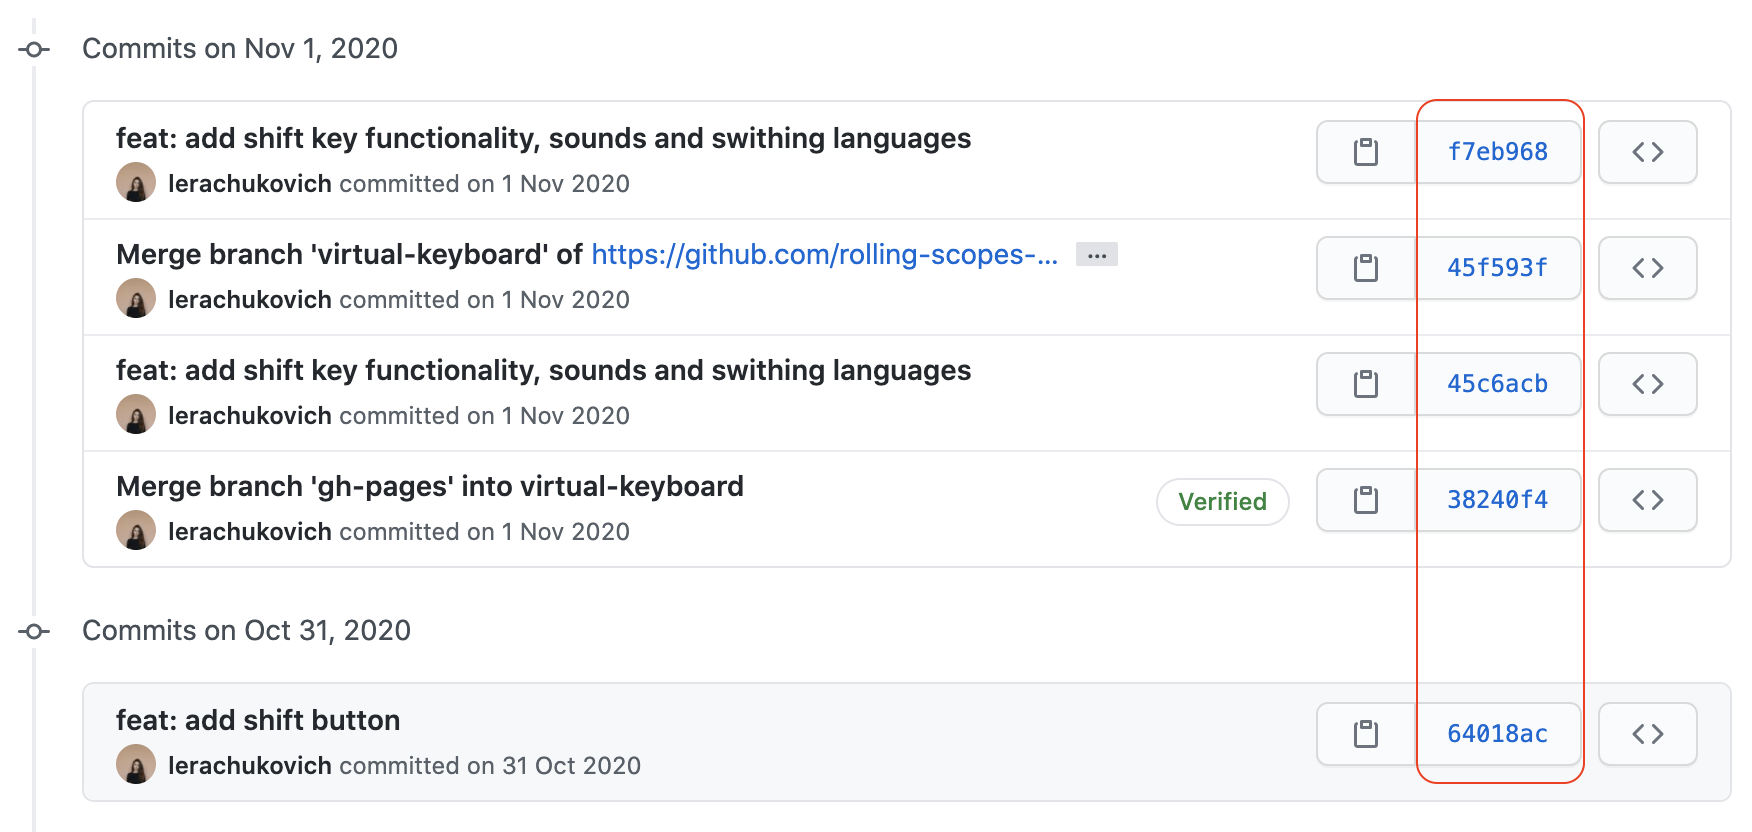 Commits on Nov 1, 2020
feat: add shift key functionality, sounds and swithing languages
lerachukovich committed on 1 Nov 2020
f7eb968
Merge branch 'virtual-keyboard' of https://github.com/rolling-scopes-... ...
lerachukovich committed on 1 Nov 2020
45f593f
feat: add shift key functionality, sounds and swithing languages
lerachukovich committed on 1 Nov 2020
45c6acb
Merge branch 'gh-pages' into virtual-keyboard
lerachukovich committed on 1 Nov 2020
Verified
38240f4
Commits on Oct 31, 2020
feat: add shift button
lerachukovich committed on 31 Oct 2020
64018ac